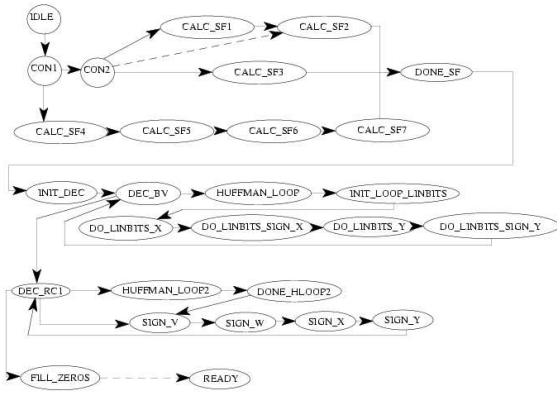 IDLE
CALC_SF1
CALC_SF2
CON1
CON2
CALC_SF3
DONE_SF
CALC_SF4
CALC_SF5
CALC_SF6
CALC_SF7
INIT_DEC
DEC_BV
HUFFMAN_LOOP
INIT_LOOP_LINBITS
DO_LINBITS_X
DO_LINBITS_SIGN_X
DO_LINBITS_Y
DO_LINBITS_SIGN_Y
DEC_RC1
HUFFMAN_LOOP2
DONE_HLOOP2
SIGN_V
SIGN_W
SIGN_X
SIGN_Y
FILL_ZEROS
READY